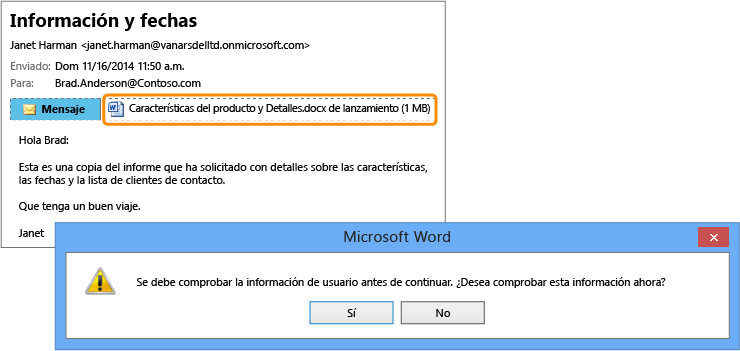 Información y fechas
Janet Harman <janet.harman@vanarsdelltd.onmicrosoft.com>
Enviado: Dom 11/16/2014 11:50 a.m.
Para: Brad.Anderson@Contoso.com
Mensaje
Características del producto y Detalles.docx de lanzamiento (1 MB)
Hola Brad:
Esta es una copia del informe que ha solicitado con detalles sobre las características,
las fechas y la lista de clientes de contacto.
Que tenga un buen viaje.
Janet
Microsoft Word
Se debe comprobar la información de usuario antes de continuar. ¿Desea comprobar esta información ahora?
Sí
No